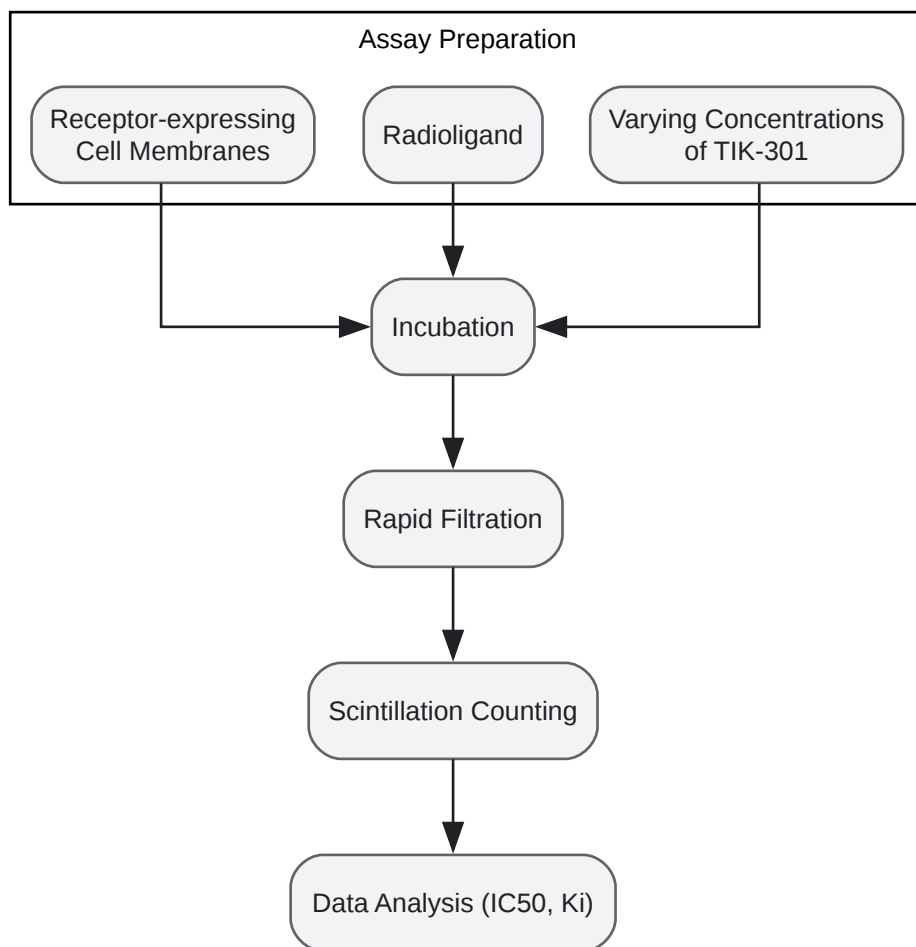 Assay Preparation
Receptor-expressing
Cell Membranes
Radioligand
Varying Concentrations
of TIK-301
Incubation
Rapid Filtration
Scintillation Counting
Data Analysis (IC50, Ki)